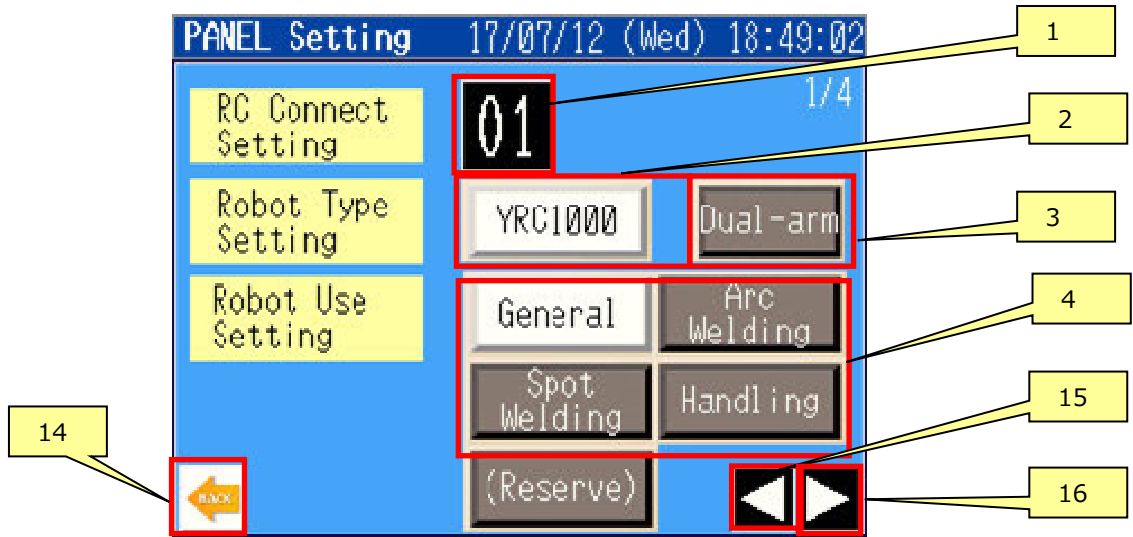 PANEL Setting 17/07/12 (Wed) 18:49:02
1
1/4
RC Connect
Setting
01
2
Robot Type
Setting
YRC1000
Dual-arm
3
Robot Use
Setting
General
Arc
Welding
4
Spot
Welding
Handling
15
14
BACK
(Reserve)
16